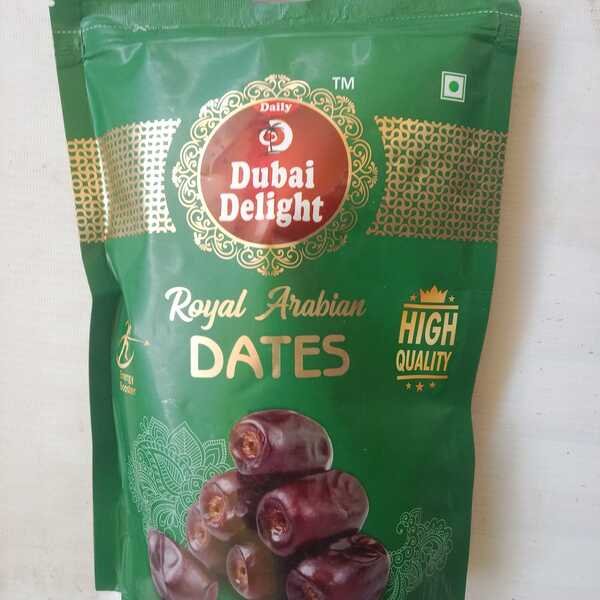 TM
Daily
Dubai
Delight
Royal Arabian
DATES
HIGH
QUALITY
Energy
Booster